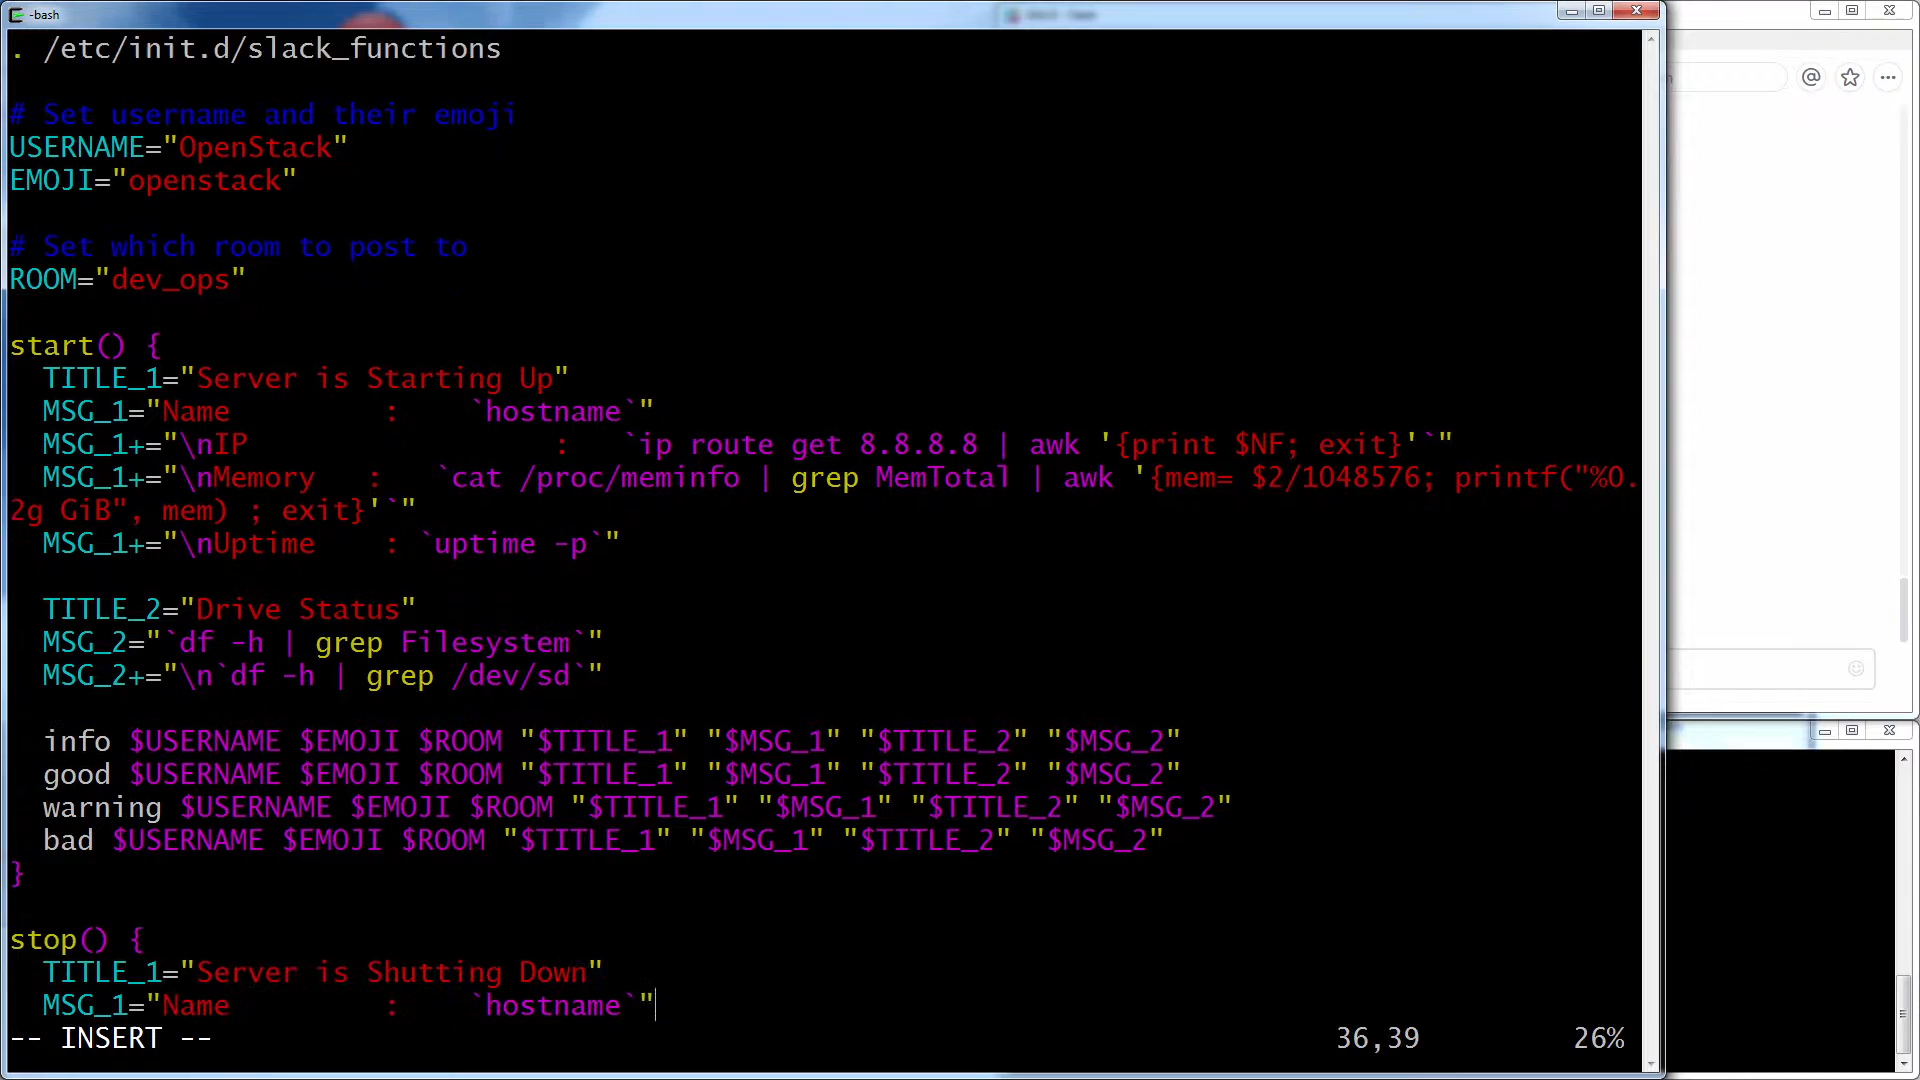 -bash
. /etc/init.d/slack_functions
# Set username and their emoji
USERNAME="OpenStack"
EMOJI="openstack"
# Set which room to post to
ROOM="dev_ops"
start() {
  TITLE_1="Server is Starting Up"
  MSG_1="Name         :    `hostname`"
  MSG_1+="\nIP                  :   `ip route get 8.8.8.8 | awk '{print $NF; exit}'`"
  MSG_1+="\nMemory   :   `cat /proc/meminfo | grep MemTotal | awk '{mem= $2/1048576; printf("%0.
2g GiB", mem) ; exit}'`"
  MSG_1+="\nUptime    : `uptime -p`"
  TITLE_2="Drive Status"
  MSG_2="`df -h | grep Filesystem`"
  MSG_2+="\n`df -h | grep /dev/sd`"
  info $USERNAME $EMOJI $ROOM "$TITLE_1" "$MSG_1" "$TITLE_2" "$MSG_2"
  good $USERNAME $EMOJI $ROOM "$TITLE_1" "$MSG_1" "$TITLE_2" "$MSG_2"
  warning $USERNAME $EMOJI $ROOM "$TITLE_1" "$MSG_1" "$TITLE_2" "$MSG_2"
  bad $USERNAME $EMOJI $ROOM "$TITLE_1" "$MSG_1" "$TITLE_2" "$MSG_2"
}
stop() {
  TITLE_1="Server is Shutting Down"
  MSG_1="Name         :    `hostname`"
-- INSERT -- 36,39 26%